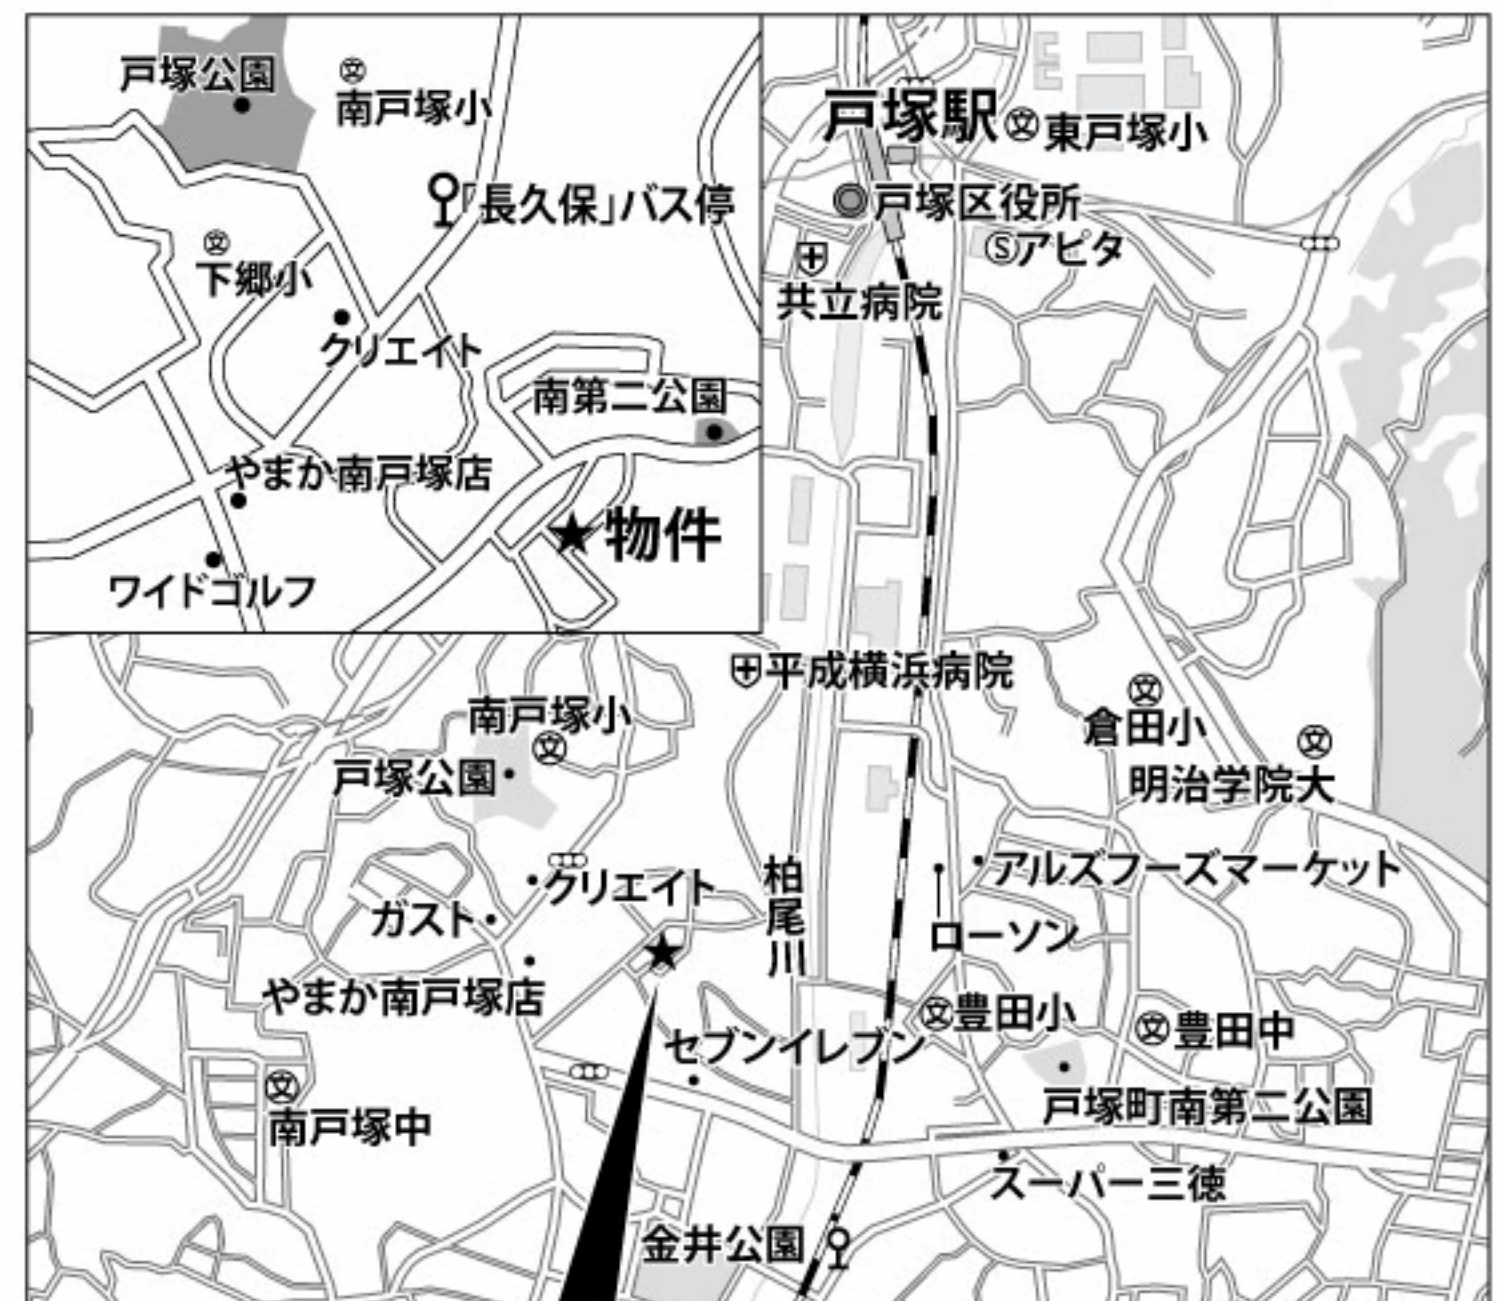 戸塚公園
南戸塚小
「長久保」バス停
下郷小
クリエイト
南第二公園
やまか南戸塚店
物件
ワイドゴルフ
戸塚駅
東戸塚小
戸塚区役所
アピタ
共立病院
平成横浜病院
南戸塚小
倉田小
戸塚公園
明治学院大
アルズフーズマーケット
クリエイト
柏尾川
ガスト
ローソン
やまか南戸塚店
豊田小
豊田中
セブンイレブン
戸塚町南第二公園
南戸塚中
スーパー三徳
金井公園